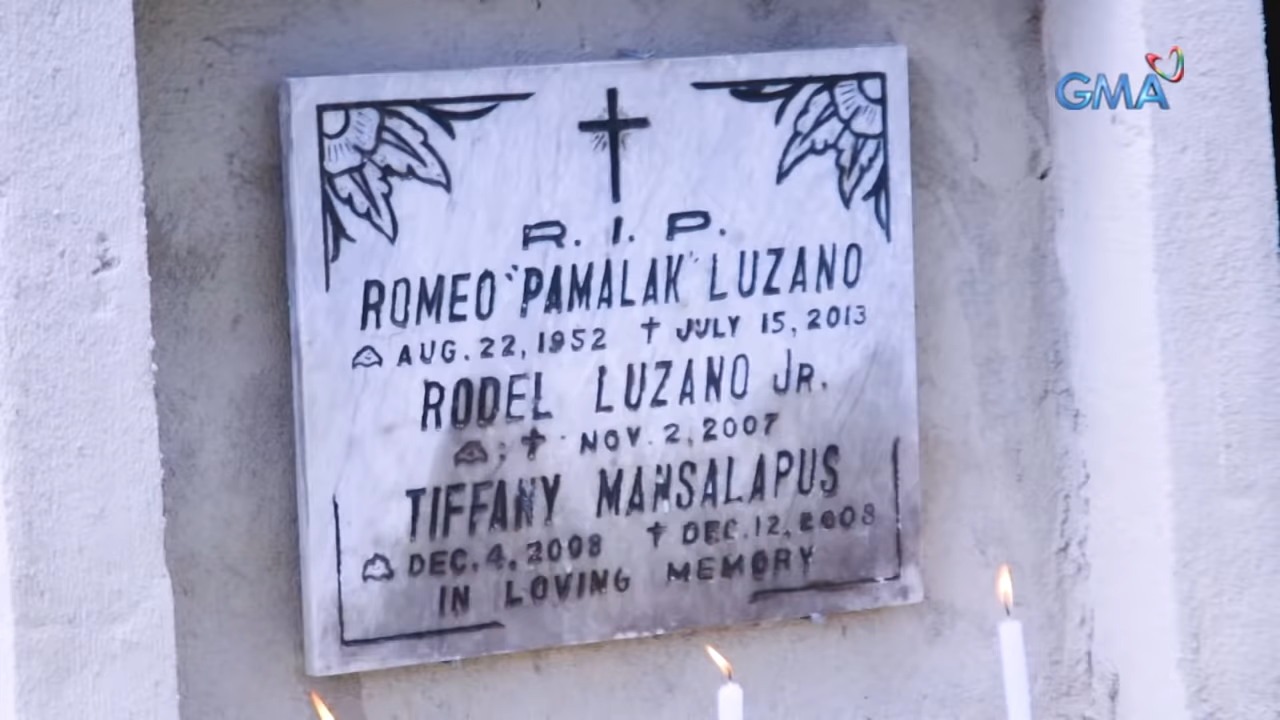 GMA
R. I. P.
ROMEO "PAMALAK" LUZANO
AUG. 22, 1952 † JULY 15, 2013
RODEL LUZANO JR.
; † NOV. 2, 2007
TIFFANY MANSALAPUS
DEC. 4, 2008 † DEC. 12, 2008
IN LOVING MEMORY